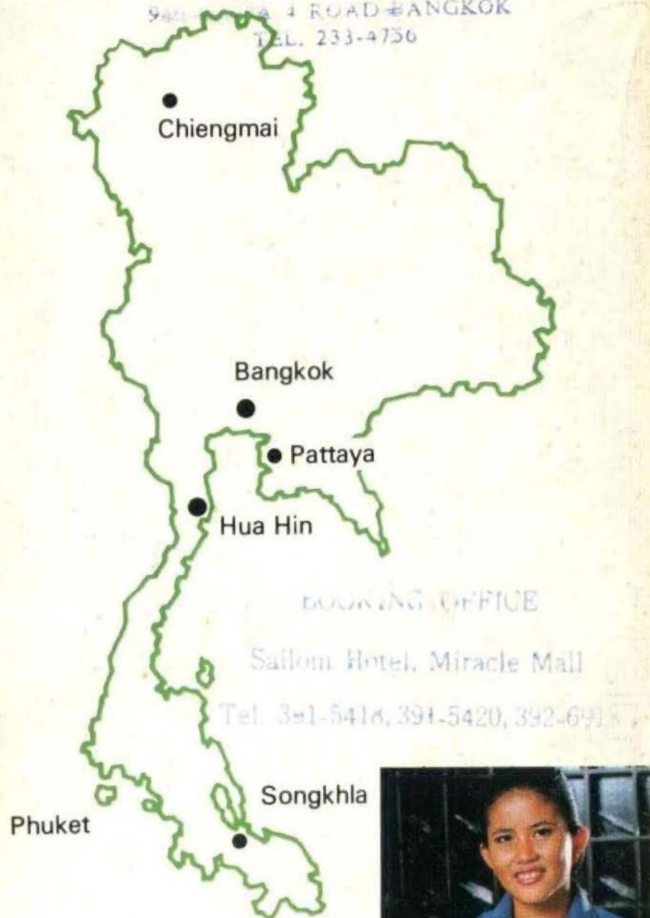 ROAD BANGKOK
TEL. 233-4756
Chiengmai
Bangkok
Pattaya
Hua Hin
BOOKING OFFICE
Sailom Hotel, Miracle Mall
Tel. 391-5418, 391-5420,
Songkhla
Phuket